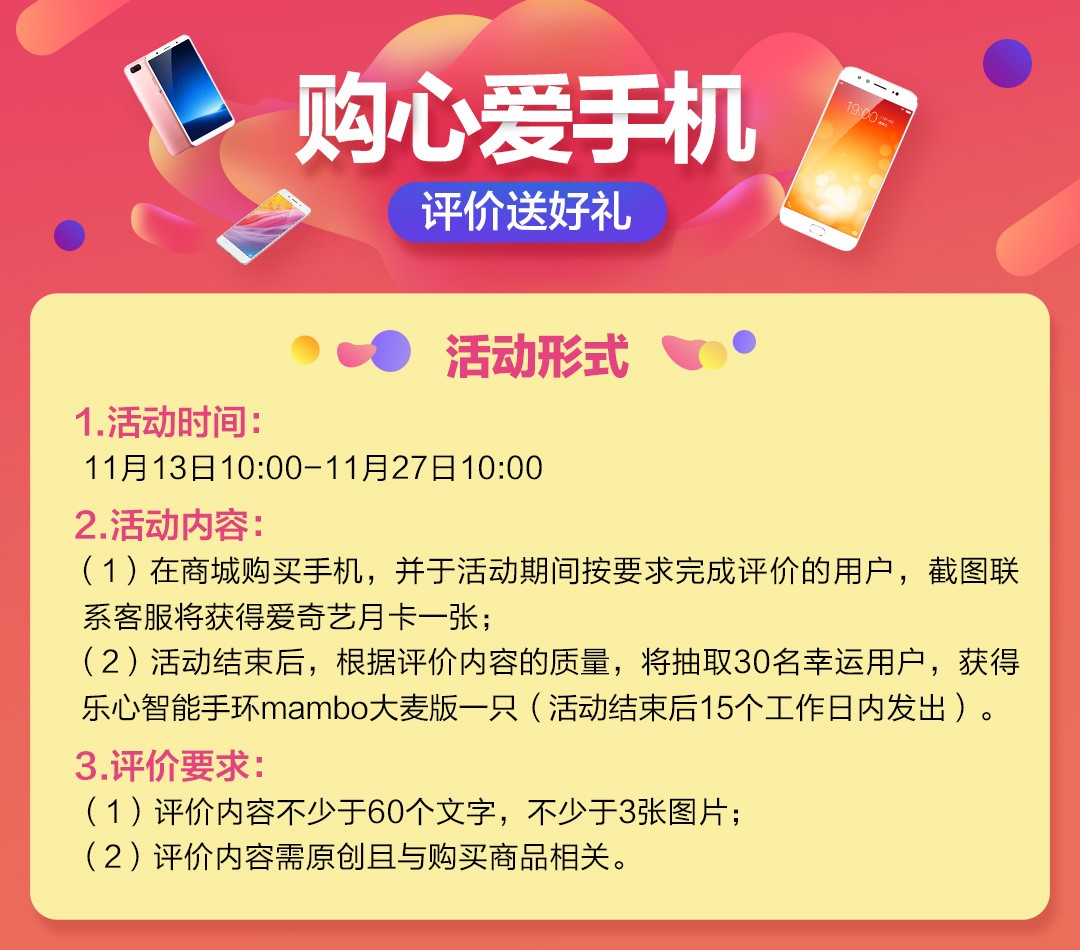 购心爱手机
评价送好礼
19:00
活动形式
1.活动时间：
11月13日10:00-11月27日10:00
2.活动内容：
（1）在商城购买手机，并于活动期间按要求完成评价的用户，截图联
系客服将获得爱奇艺月卡一张；
（2）活动结束后，根据评价内容的质量，将抽取30名幸运用户，获得
乐心智能手环mambo大麦版一只（活动结束后15个工作日内发出）。
3.评价要求：
（1）评价内容不少于60个文字，不少于3张图片；
（2）评价内容需原创且与购买商品相关。